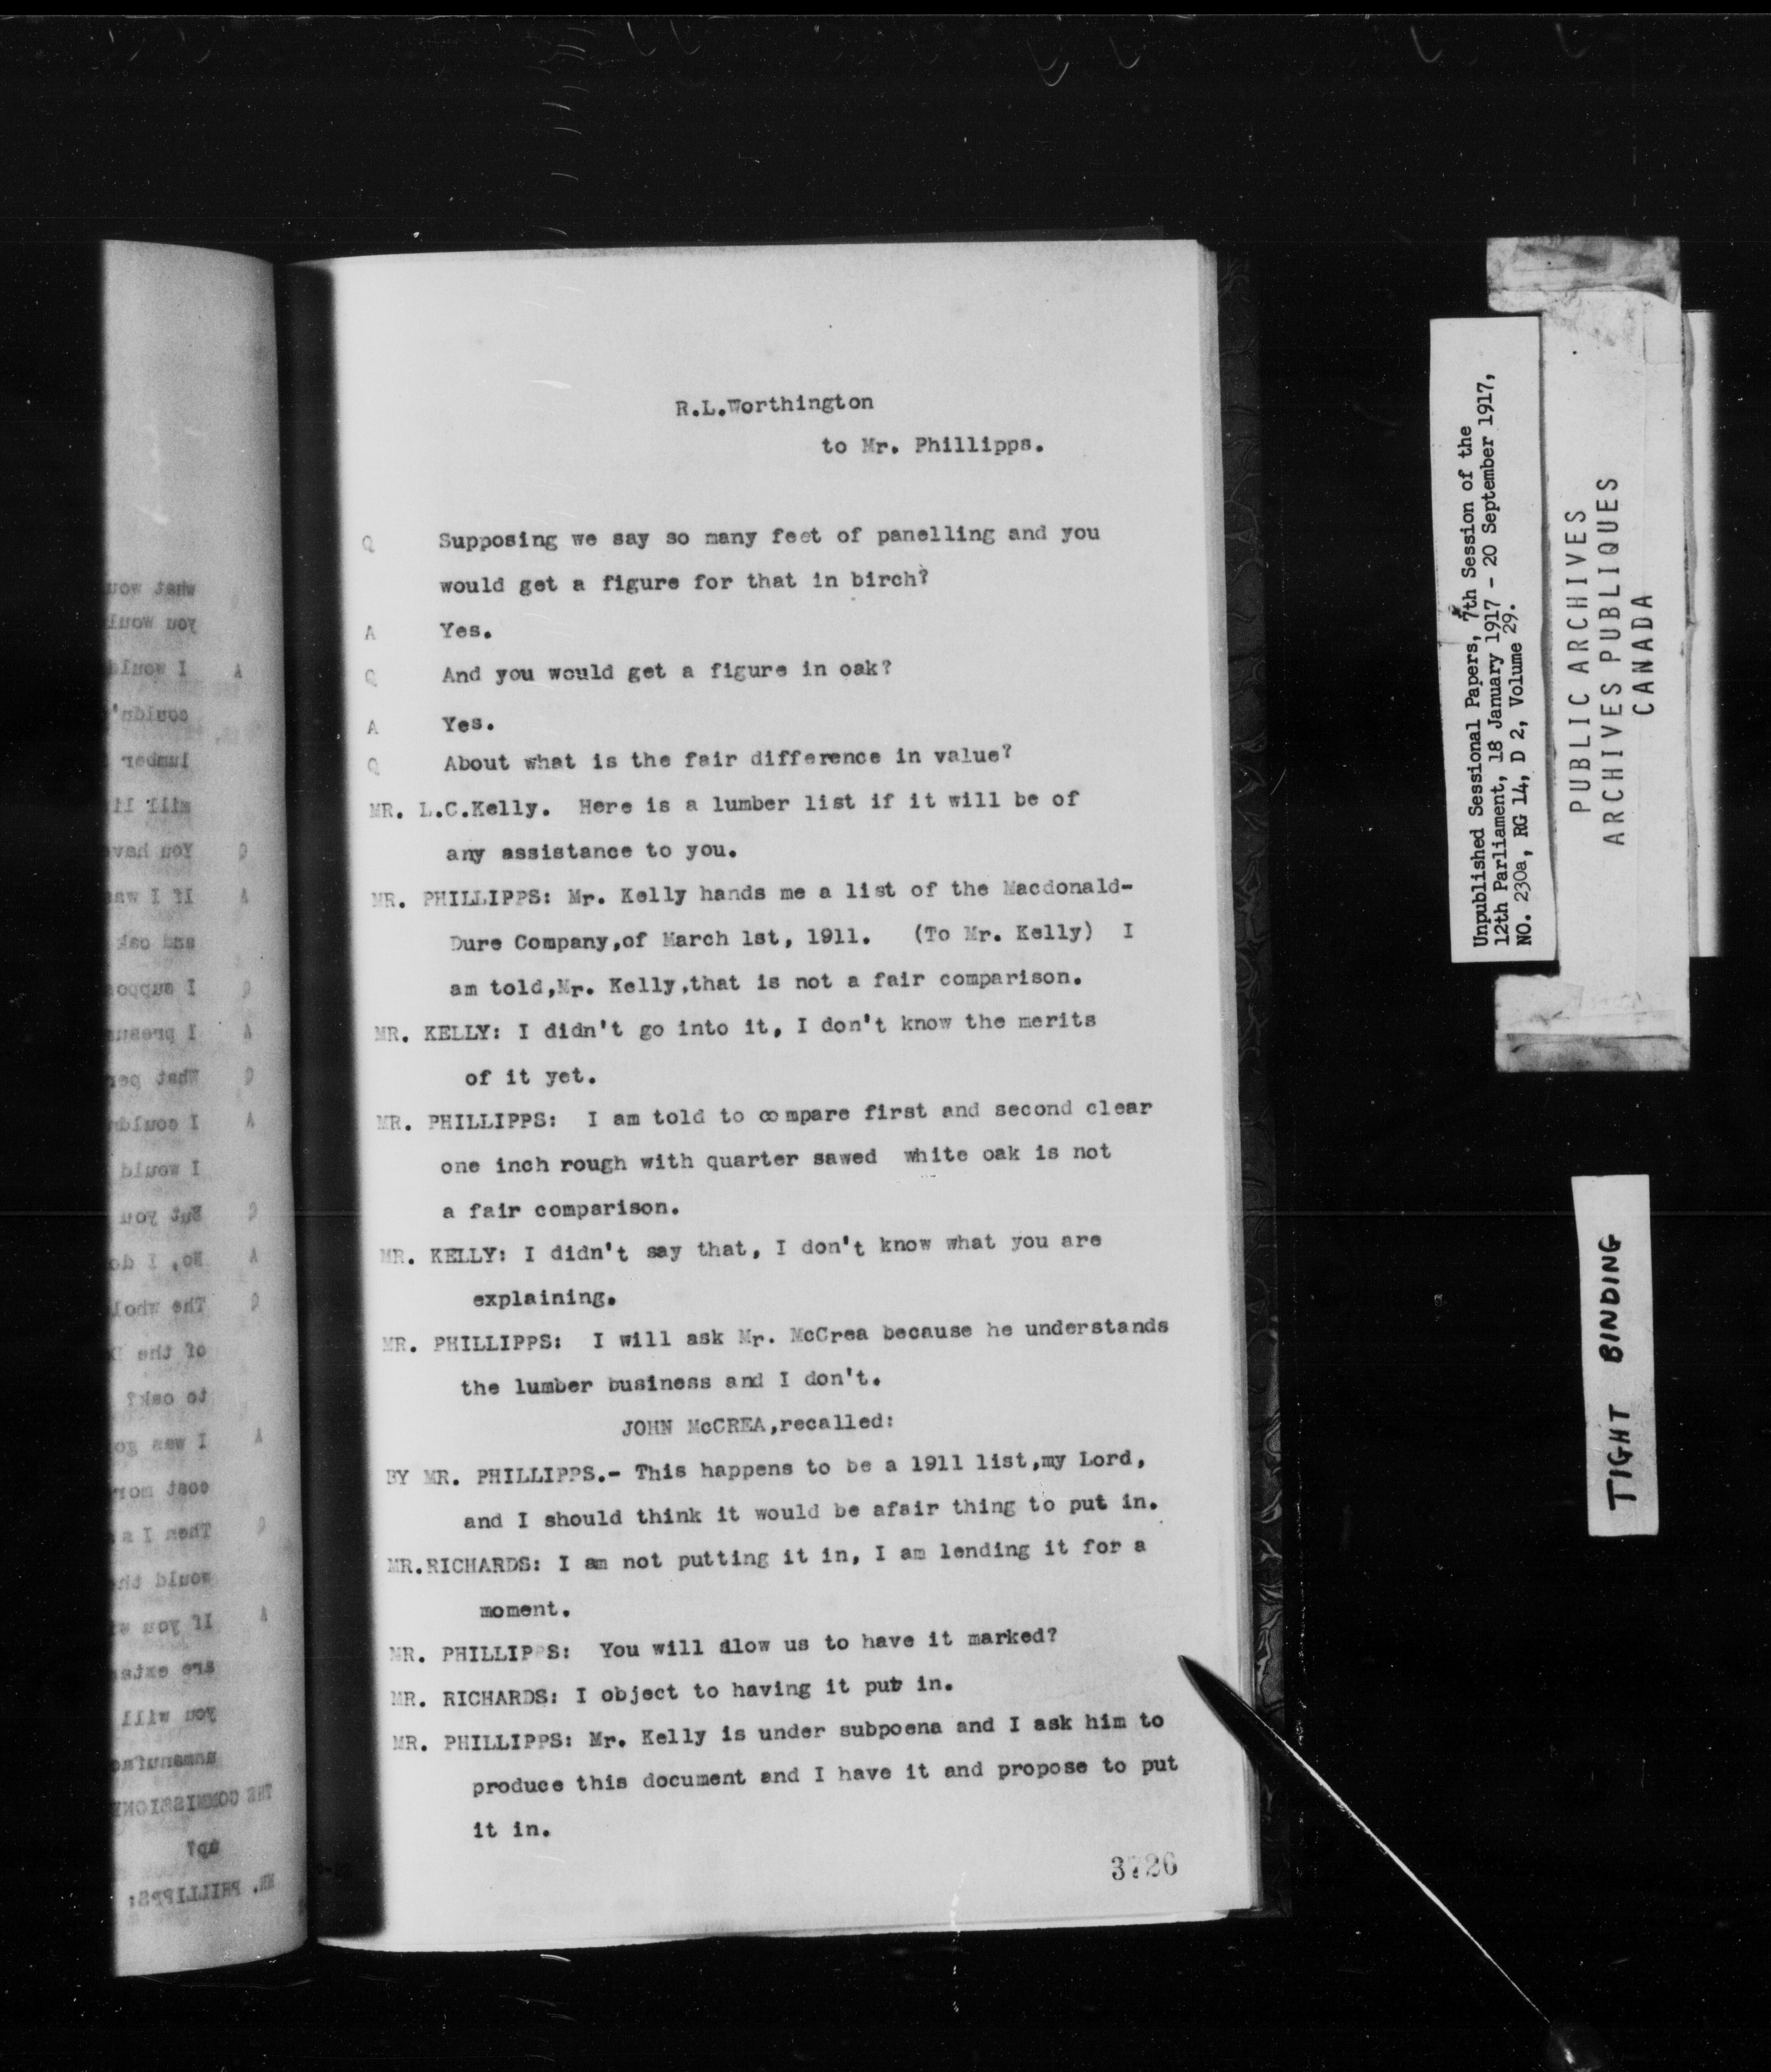 R.L.Worthington
to Mr. Phillipps.
Q Supposing we say so many feet of panelling and you
would get a figure for that in birch?
A Yes.
Q And you would get a figure in oak?
A Yes.
Q About what is the fair difference in value?
MR. L.C.Kelly. Here is a lumber list if it will be of
any assistance to you.
MR. PHILLIPPS: Mr. Kelly hands me a list of the Macdonald-
Dure Company,of March 1st, 1911. (To Mr. Kelly) I
am told,Mr. Kelly,that is not a fair comparison.
MR. KELLY: I didn't go into it, I don't know the merits
of it yet.
MR. PHILLIPPS: I am told to compare first and second clear
one inch rough with quarter sawed white oak is not
a fair comparison.
MR. KELLY: I didn't say that, I don't know what you are
explaining.
MR. PHILLIPPS: I will ask Mr. McCrea because he understands
the lumber business and I don't.
JOHN McCREA,recalled:
BY MR. PHILLIPPS.- This happens to be a 1911 list,my Lord,
and I should think it would be afair thing to put in.
MR.RICHARDS: I am not putting it in, I am lending it for a
moment.
MR. PHILLIPPS: You will allow us to have it marked?
MR. RICHARDS: I object to having it put in.
MR. PHILLIPPS: Mr. Kelly is under subpoena and I ask him to
produce this document and I have it and propose to put
it in.
3726
Unpublished Sessional Papers, 7th Session of the
12th Parliament, 18 January 1917 - 20 September 1917,
NO. 230a, RG 14, D 2, Volume 29.
PUBLIC ARCHIVES
ARCHIVES PUBLIQUES
CANADA
TIGHT BINDING